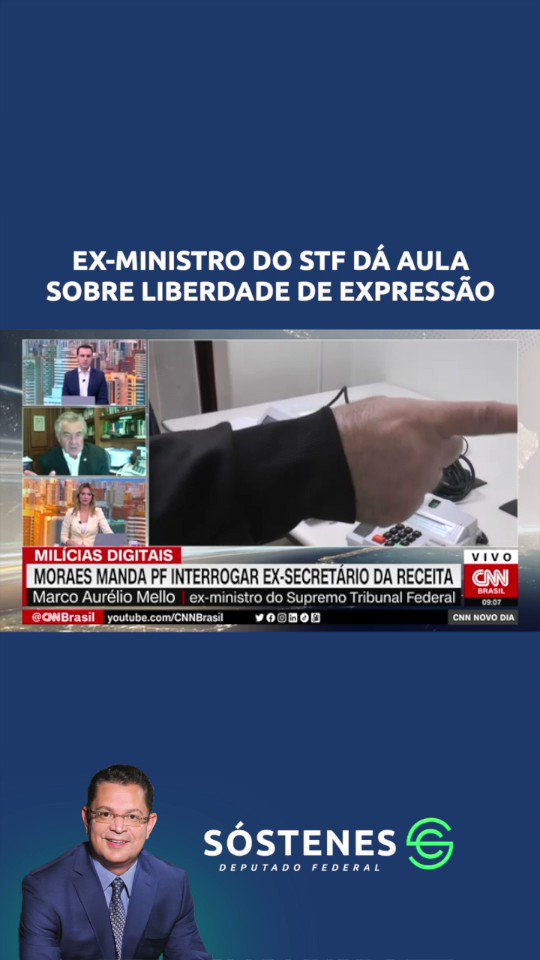 EX-MINISTRO DO STF DÁ AULA
SOBRE LIBERDADE DE EXPRESSÃO
MILÍCIAS DIGITAIS
MORAES MANDA PF INTERROGAR EX-SECRETÁRIO DA RECEITA
Marco Aurélio Mello | ex-ministro do Supremo Tribunal Federal
VIVO
CNN
BRASIL
09:07
@CNNBrasil youtube.com/CNNBrasil
CNN NOVO DIA
SÓSTENES
DEPUTADO FEDERAL